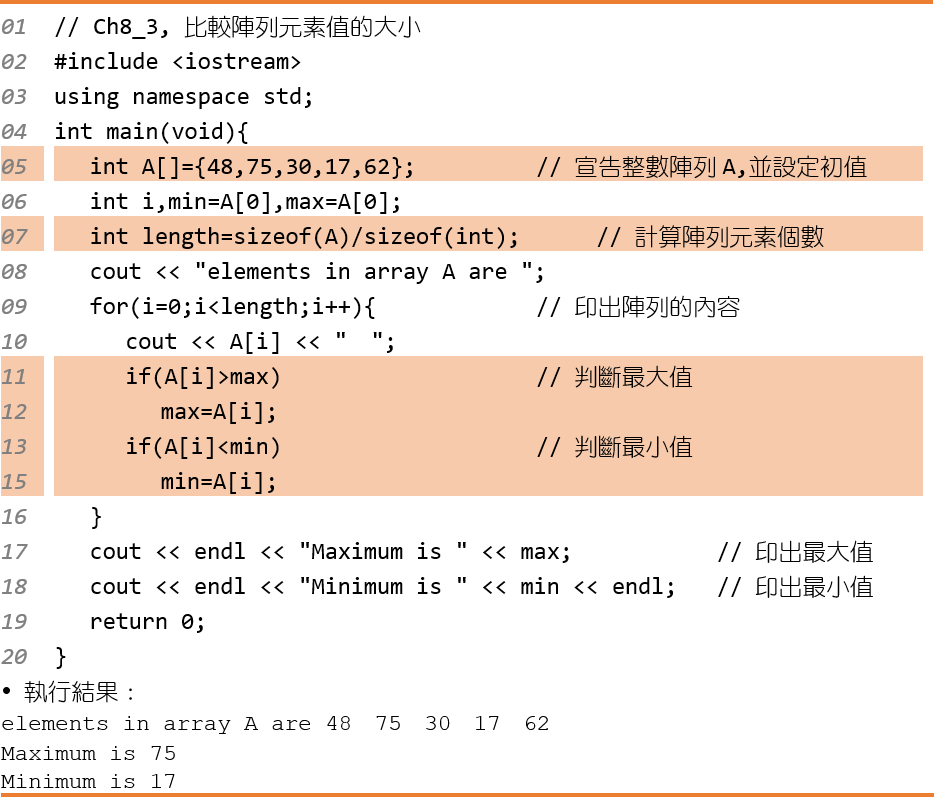 01 // Ch8_3, 比較陣列元素值的大小
02 #include <iostream>
03 using namespace std;
04 int main(void){
05 int A[]={48,75,30,17,62}; // 宣告整數陣列A,並設定初值
06 int i,min=A[0],max=A[0];
07 int length=sizeof(A)/sizeof(int); // 計算陣列元素個數
08 cout << "elements in array A are ";
09 for(i=0;i<length;i++){ // 印出陣列的內容
10 cout << A[i] << "  ";
11 if(A[i]>max) // 判斷最大值
12 max=A[i];
13 if(A[i]<min) // 判斷最小值
15 min=A[i];
16 }
17 cout << endl << "Maximum is " << max; // 印出最大值
18 cout << endl << "Minimum is " << min << endl; // 印出最小值
19 return 0;
20 }
• 執行結果：
elements in array A are 48  75  30  17  62
Maximum is 75
Minimum is 17